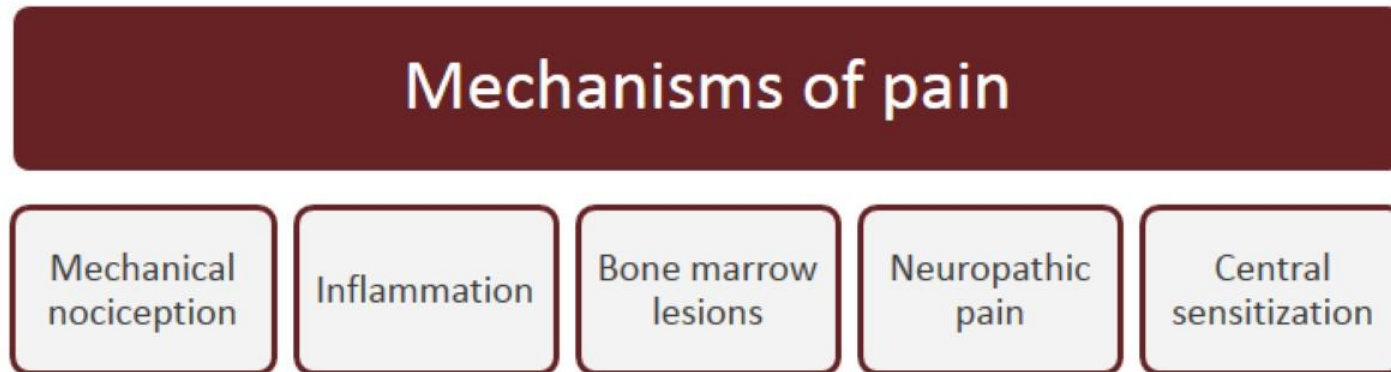 Mechanisms of pain
Mechanical
nociception
Inflammation
Bone marrow
lesions
Neuropathic
pain
Central
sensitization